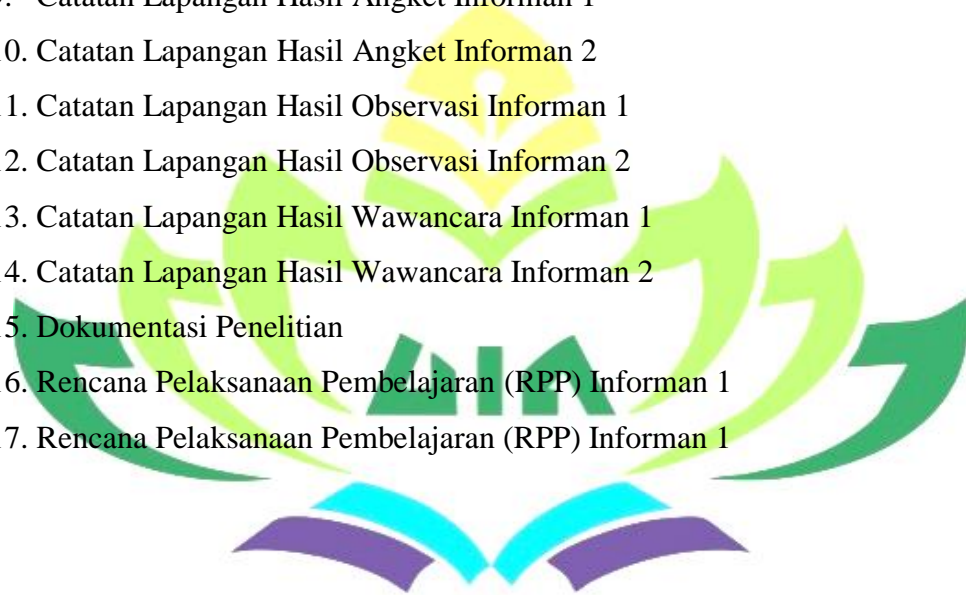 . Catatan Lapangan Hasil Angket Informan 1
0. Catatan Lapangan Hasil Angket Informan 2
1. Catatan Lapangan Hasil Observasi Informan 1
2. Catatan Lapangan Hasil Observasi Informan 2
3. Catatan Lapangan Hasil Wawancara Informan 1
4. Catatan Lapangan Hasil Wawancara Informan 2
5. Dokumentasi Penelitian
6. Rencana Pelaksanaan Pembelajaran (RPP) Informan 1
7. Rencana Pelaksanaan Pembelajaran (RPP) Informan 1